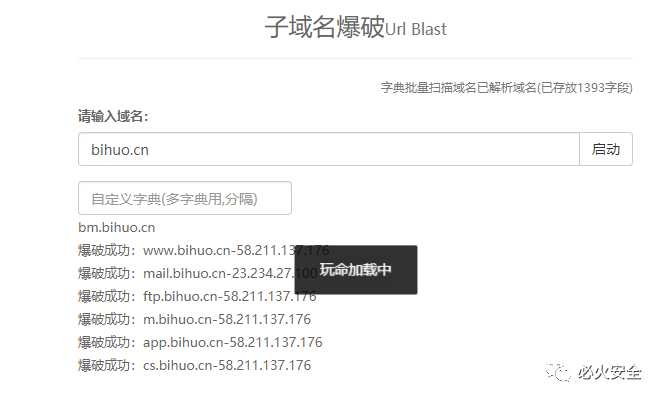 子域名爆破Url Blast
字典批量扫描域名已解析域名(已存放1393字段)
请输入域名:
bihuo.cn 启动
自定义字典(多字典用,分隔)
bm.bihuo.cn
爆破成功：www.bihuo.cn-58.211.137.176
爆破成功：mail.bihuo.cn-23.234.27.100
玩命加载中
爆破成功：ftp.bihuo.cn-58.211.137.176
爆破成功：m.bihuo.cn-58.211.137.176
爆破成功：app.bihuo.cn-58.211.137.176
爆破成功：cs.bihuo.cn-58.211.137.176
必火安全